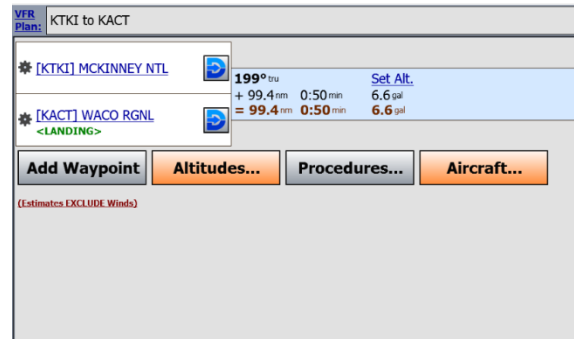 VFR
Plan: KTKI to KACT
[KTKI] MCKINNEY NTL
199° tru Set Alt.
+ 99.4 nm 0:50 min 6.6 gal
= 99.4 nm 0:50 min 6.6 gal
[KACT] WACO RGNL
<LANDING>
Add Waypoint Altitudes... Procedures... Aircraft...
(Estimates EXCLUDE Winds)